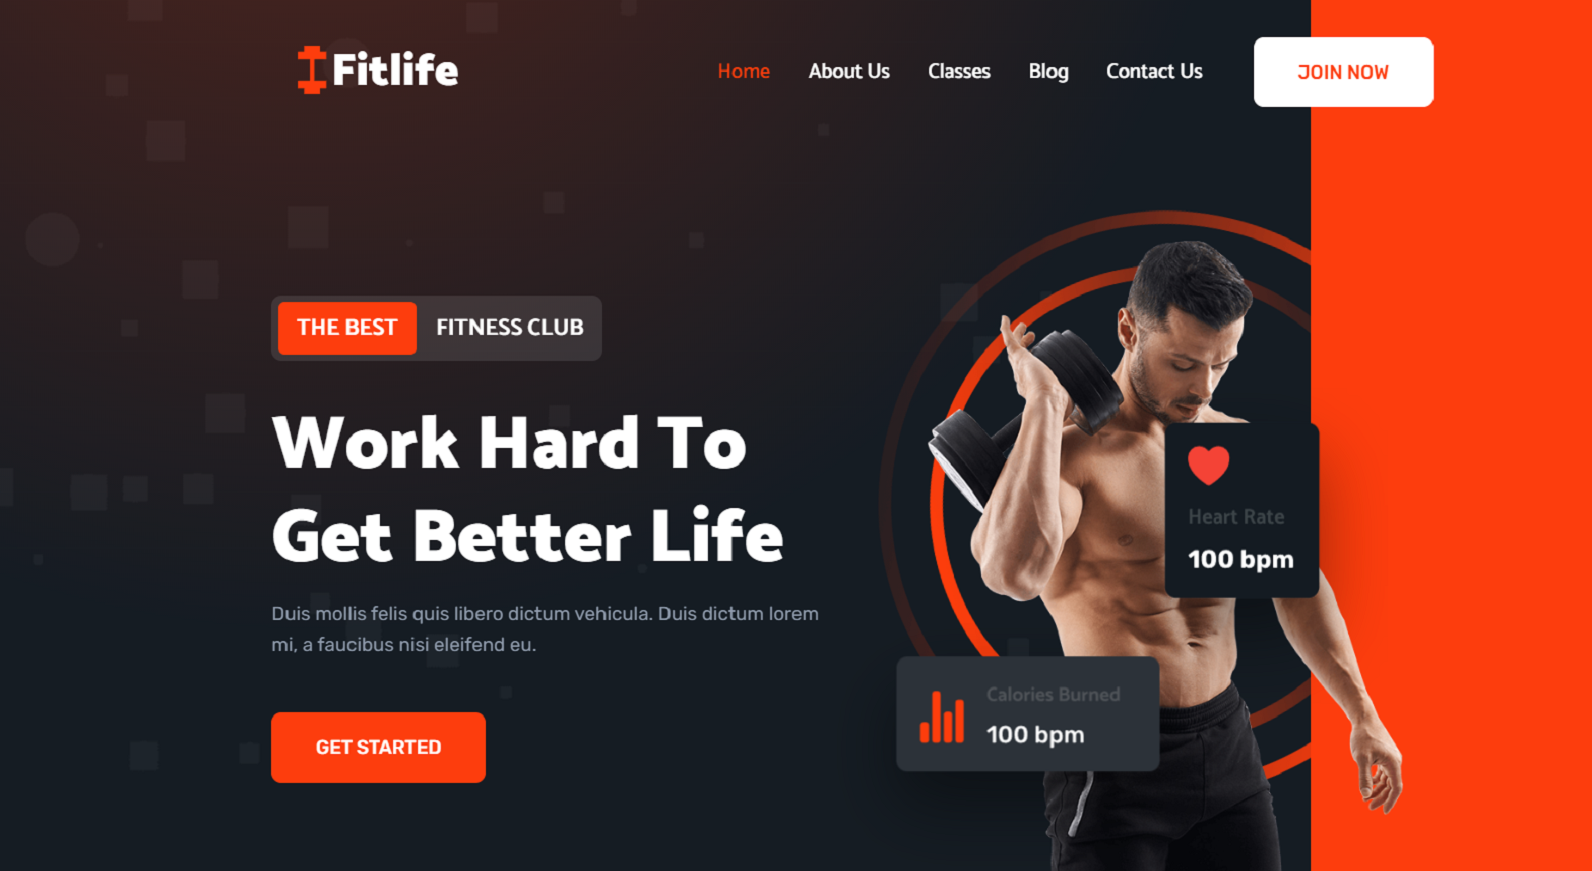 Fitlife
Home
About Us
Classes
Blog
Contact Us
JOIN NOW
THE BEST
FITNESS CLUB
Work Hard To
Get Better Life
Duis mollis felis quis libero dictum vehicula. Duis dictum lorem
mi, a faucibus nisi eleifend eu.
GET STARTED
Heart Rate
100 bpm
Calories Burned
100 bpm